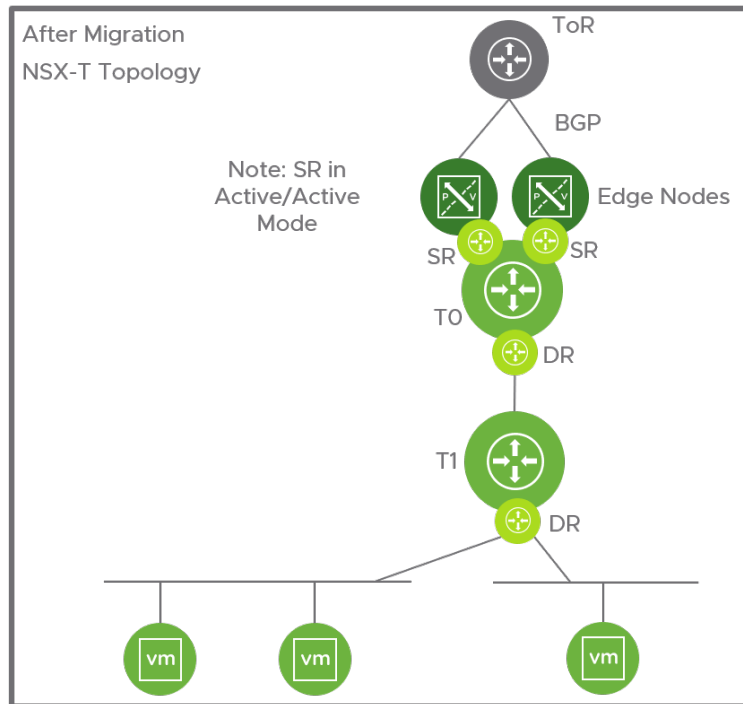 After Migration
NSX-T Topology
ToR
BGP
Note: SR in
Active/Active
Mode
P V
P V
Edge Nodes
SR
SR
T0
DR
T1
DR
vm
vm
vm